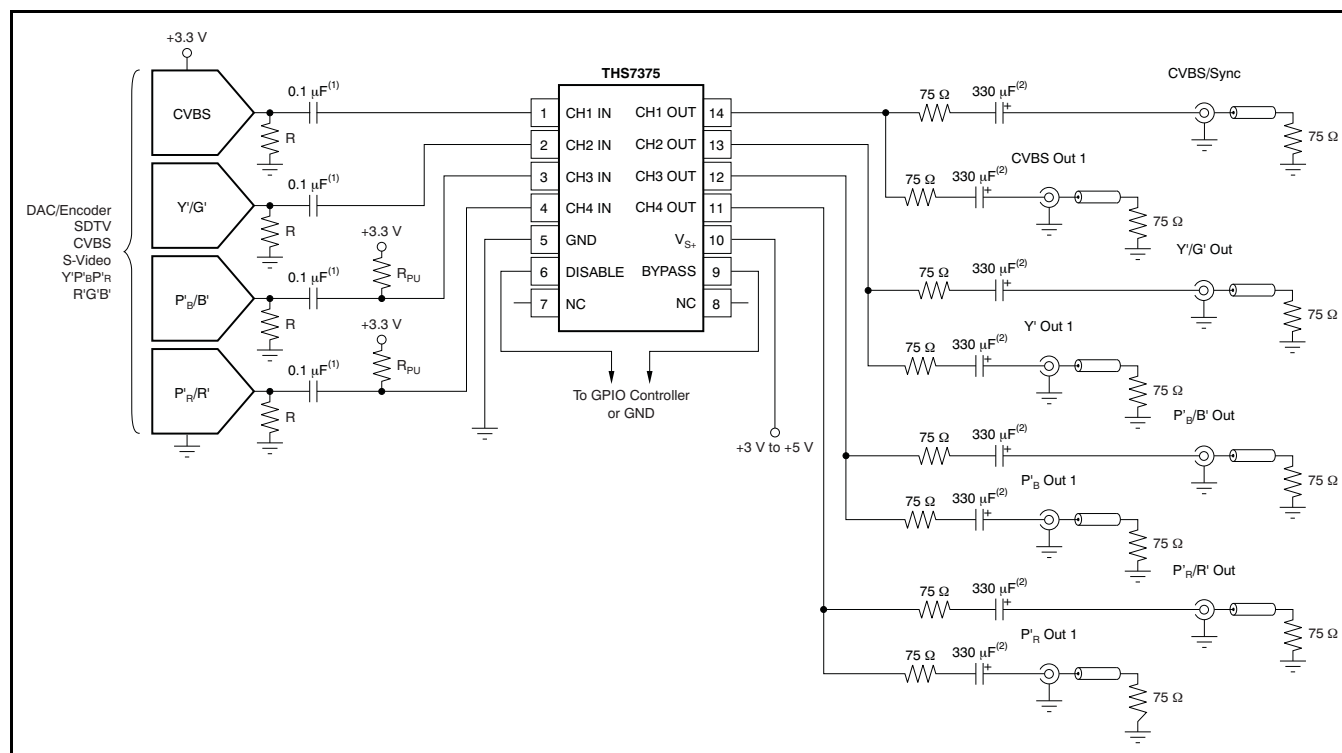 +3.3 V
THS7375
CVBS/Sync
0.1 µF(1)
75 Ω
330 µF(2)
+
CVBS
R
1
CH1 IN
CH1 OUT
14
75 Ω
2
CH2 IN
CH2 OUT
13
CVBS Out 1
0.1 µF(1)
3
CH3 IN
CH3 OUT
12
75 Ω
330 µF(2)
+
Y'/G'
R
4
CH4 IN
CH4 OUT
11
75 Ω
DAC/Encoder
SDTV
CVBS
S-Video
Y'P'BP'R
R'G'B'
+3.3 V
RPU
5
GND
VS+
10
Y'/G' Out
0.1 µF(1)
6
DISABLE
BYPASS
9
75 Ω
330 µF(2)
+
P'B/B'
R
7
NC
NC
8
75 Ω
+3.3 V
RPU
Y' Out 1
0.1 µF(1)
75 Ω
330 µF(2)
+
P'R/R'
R
To GPIO Controller
or GND
75 Ω
+3 V to +5 V
P'B/B' Out
75 Ω
330 µF(2)
+
75 Ω
P'B Out 1
75 Ω
330 µF(2)
+
75 Ω
P'R/R' Out
75 Ω
330 µF(2)
+
75 Ω
P'R Out 1
75 Ω
330 µF(2)
+
75 Ω